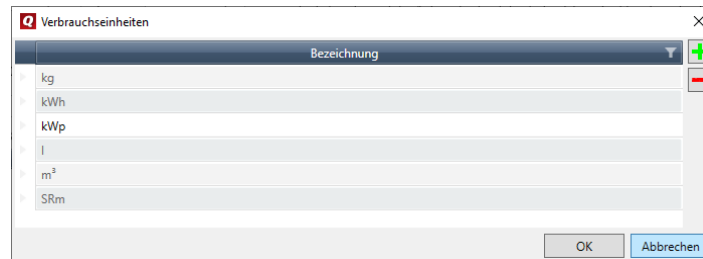 Verbrauchseinheiten
Bezeichnung
kg
kWh
kWp
l
m³
SRm
OK Abbrechen